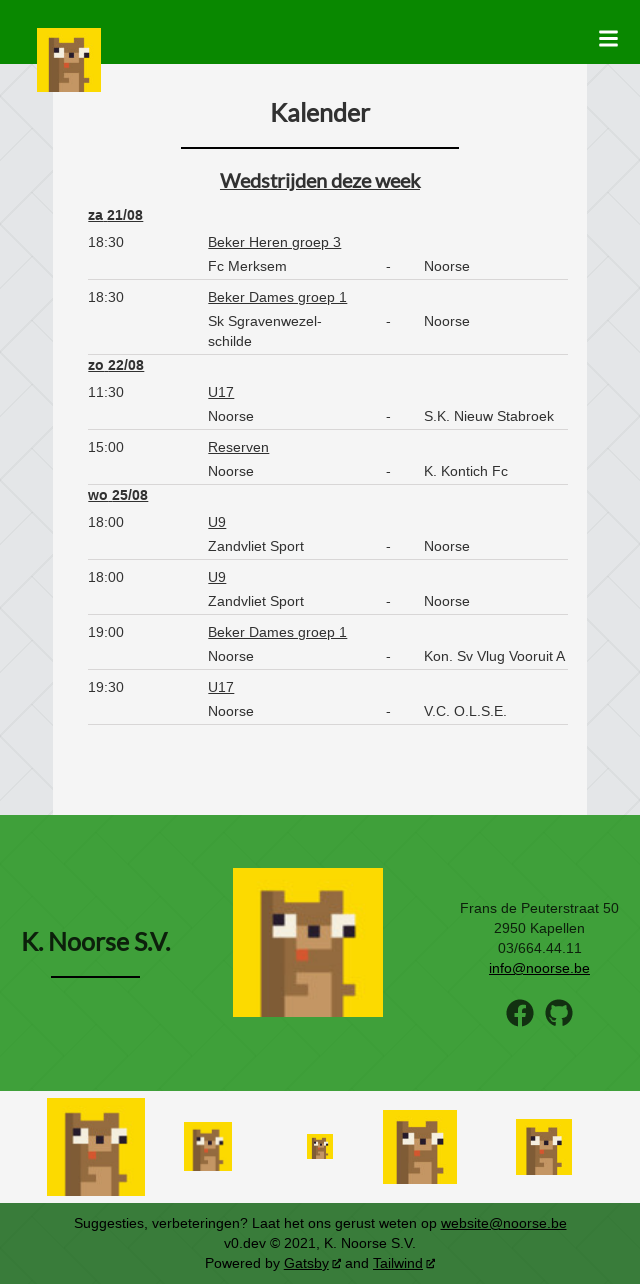 Kalender
Wedstrijden deze week
za 21/08
18:30 Beker Heren groep 3
Fc Merksem - Noorse
18:30 Beker Dames groep 1
Sk Sgravenwezel- - Noorse
schilde
zo 22/08
11:30 U17
Noorse - S.K. Nieuw Stabroek
15:00 Reserven
Noorse - K. Kontich Fc
wo 25/08
18:00 U9
Zandvliet Sport - Noorse
18:00 U9
Zandvliet Sport - Noorse
19:00 Beker Dames groep 1
Noorse - Kon. Sv Vlug Vooruit A
19:30 U17
Noorse - V.C. O.L.S.E.
K. Noorse S.V.
Frans de Peuterstraat 50
2950 Kapellen
03/664.44.11
info@noorse.be
Suggesties, verbeteringen? Laat het ons gerust weten op website@noorse.be
v0.dev © 2021, K. Noorse S.V.
Powered by Gatsby and Tailwind